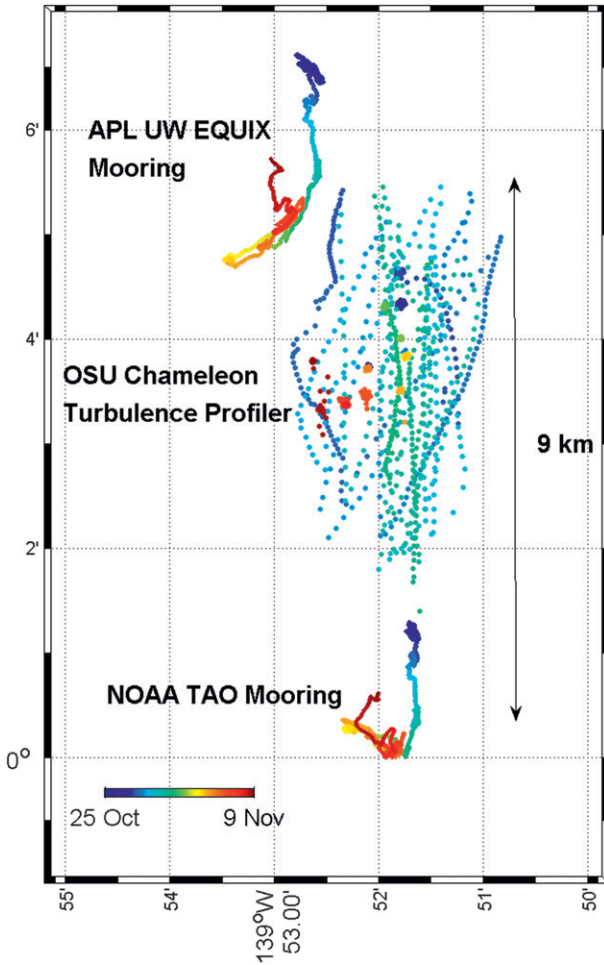 APL UW EQUIX
Mooring
6'
4'
OSU Chameleon
Turbulence Profiler
9 km
2'
NOAA TAO Mooring
0°
25 Oct 9 Nov
55' 54' 139°W 53.00' 52' 51' 50'